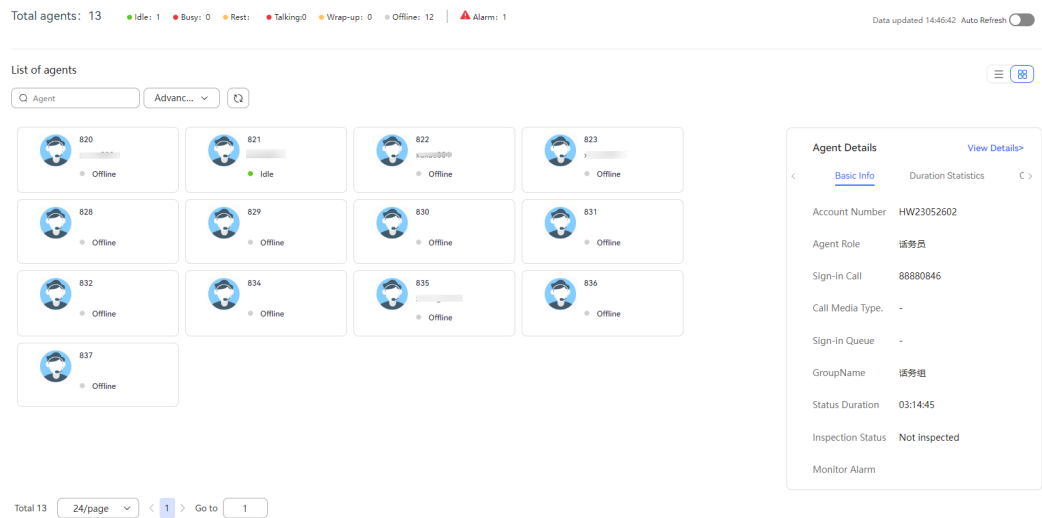 Total agents: 13 Idle: 1 Busy: 0 Rest: Talking:0 Wrap-up: 0 Offline: 12 Alarm: 1 Data updated 14:46:42 Auto Refresh
List of agents
Agent Advanc...
820 821 822 823
Offline Idle Offline Offline
828 829 830 831
Offline Offline Offline Offline
832 834 835 836
Offline Offline Offline Offline
837
Offline
Agent Details View Details>
Basic Info Duration Statistics
Account Number HW23052602
Agent Role 话务员
Sign-in Call 88880846
Call Media Type. -
Sign-in Queue -
GroupName 话务组
Status Duration 03:14:45
Inspection Status Not inspected
Monitor Alarm
Total 13 24/page < 1 > Go to 1